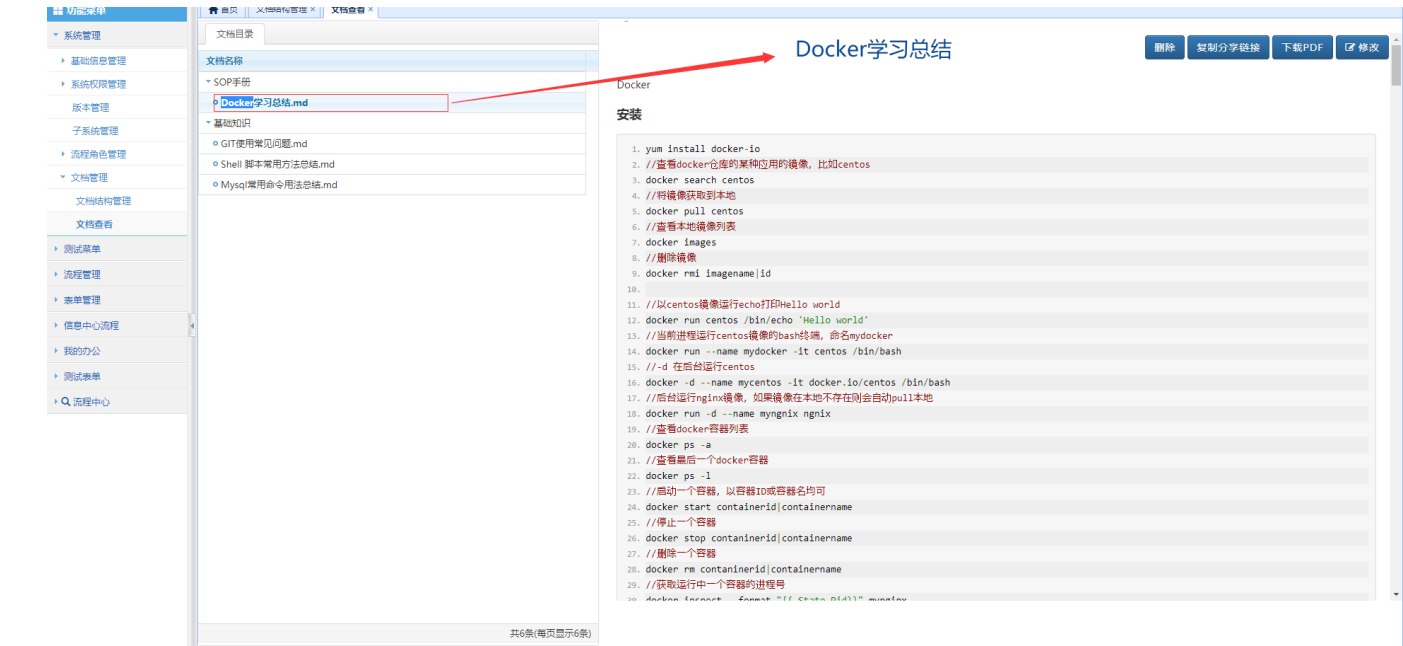 功能菜单
首页 文档结构管理 × 文档查看 ×
系统管理
基础信息管理
系统权限管理
版本管理
子系统管理
流程角色管理
文档管理
文档结构管理
文档查看
测试菜单
流程管理
表单管理
信息中心流程
我的办公
测试表单
流程中心
文档目录
文档名称
SOP手册
Docker学习总结.md
基础知识
GIT使用常见问题.md
Shell 脚本常用方法总结.md
Mysql常用命令用法总结.md
共6条(每页显示6条)
Docker学习总结
删除 复制分字链接 下载PDF 修改
Docker
安装
1. yum install docker-io
2. //查看docker仓库的某种应用的镜像，比如centos
3. docker search centos
4. //将镜像获取到本地
5. docker pull centos
6. //查看本地镜像列表
7. docker images
8. //删除镜像
9. docker rmi imagename|id
10.
11. //以centos镜像运行echo打印Hello world
12. docker run centos /bin/echo 'Hello world'
13. //当前进程运行centos镜像的bash终端，命名mydocker
14. docker run --name mydocker -it centos /bin/bash
15. //-d 在后台运行centos
16. docker -d --name mycentos -it docker.io/centos /bin/bash
17. //后台运行nginx镜像，如果镜像在本地不存在则会自动pull本地
18. docker run -d --name myngnix ngnix
19. //查看docker容器列表
20. docker ps -a
21. //查看最后一个docker容器
22. docker ps -l
23. //启动一个容器，以容器ID或容器名均可
24. docker start containerid|containername
25. //停止一个容器
26. docker stop contaninerid|containername
27. //删除一个容器
28. docker rm contaninerid|containername
29. //获取运行中一个容器的进程号
30. docker inspect --format "{{ State Pid}}" mynginx